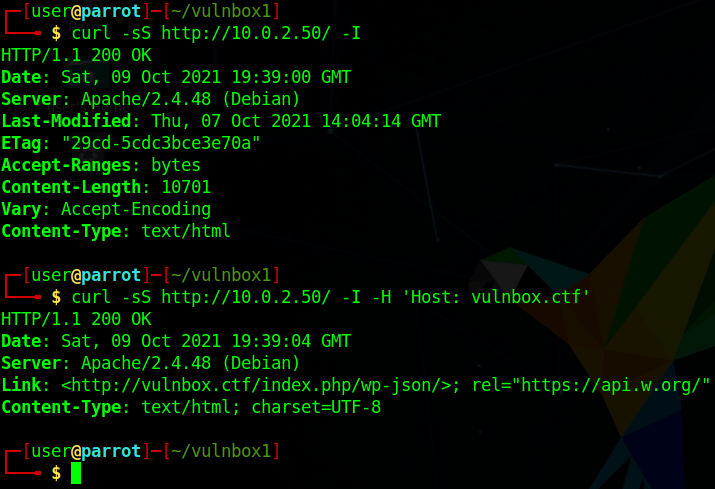 ┌─[user@parrot]─[~/vulnbox1]
└──╼ $ curl -sS http://10.0.2.50/ -I
HTTP/1.1 200 OK
Date: Sat, 09 Oct 2021 19:39:00 GMT
Server: Apache/2.4.48 (Debian)
Last-Modified: Thu, 07 Oct 2021 14:04:14 GMT
ETag: "29cd-5cdc3bce3e70a"
Accept-Ranges: bytes
Content-Length: 10701
Vary: Accept-Encoding
Content-Type: text/html
┌─[user@parrot]─[~/vulnbox1]
└──╼ $ curl -sS http://10.0.2.50/ -I -H 'Host: vulnbox.ctf'
HTTP/1.1 200 OK
Date: Sat, 09 Oct 2021 19:39:04 GMT
Server: Apache/2.4.48 (Debian)
Link: <http://vulnbox.ctf/index.php/wp-json/>; rel="https://api.w.org/"
Content-Type: text/html; charset=UTF-8
┌─[user@parrot]─[~/vulnbox1]
└──╼ $